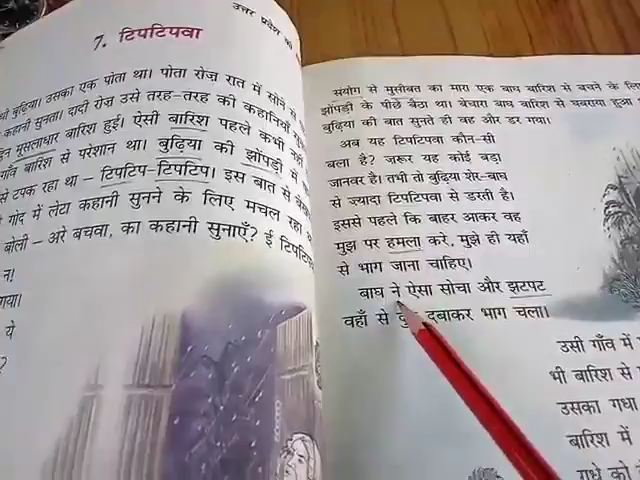 उत्तर प्रदेश की
7. टिपटिपवा
थी बुढ़िया। उसका एक पोता था। पोता रोज़ रात में सोने से
कहानी सुनता। दादी रोज़ उसे तरह-तरह की कहानियाँ
दिन मूसलाधार बारिश हुई। ऐसी बारिश पहले कभी नहीं
गाँव बारिश से परेशान था। बुढ़िया की झोंपड़ी में
से टपक रहा था – टिपटिप-टिपटिप। इस बात से
गोद में लेटा कहानी सुनने के लिए मचल रहा
बोली – अरे बचवा, का कहानी सुनाएँ? ई टिपटिप
न!
गया।
ये
?
संयोग से मुसीबत का मारा एक बाघ बारिश से बचने के लिए
झोंपड़ी के पीछे बैठा था। बेचारा बाघ बारिश से घबराया हुआ
बुढ़िया की बात सुनते ही वह और डर गया।
अब यह टिपटिपवा कौन-सी
बला है? ज़रूर यह कोई बड़ा
जानवर है। तभी तो बुढ़िया शेर-बाघ
से ज़्यादा टिपटिपवा से डरती है।
इससे पहले कि बाहर आकर वह
मुझ पर हमला करे, मुझे ही यहाँ
से भाग जाना चाहिए।
बाघ ने ऐसा सोचा और झटपट
वहाँ से दबाकर भाग चला।
उसी गाँव में
भी बारिश से
उसका गधा
बारिश में
गधे को